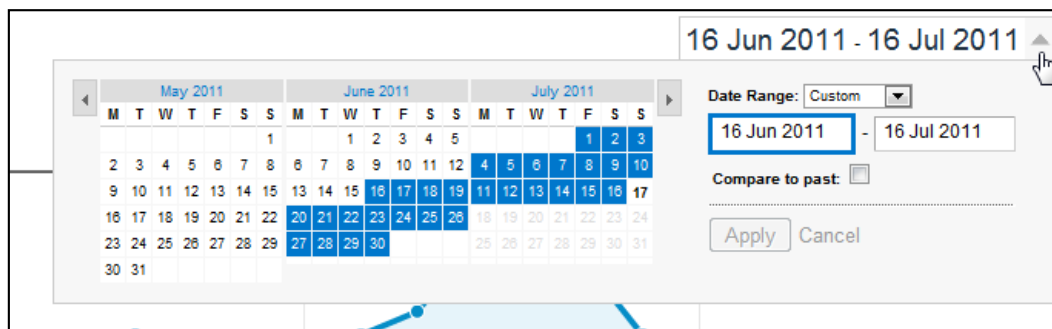 16 Jun 2011 - 16 Jul 2011
May 2011 June 2011 July 2011
M T W T F S S M T W T F S S M T W T F S S
1 1 2 3 4 5 1 2 3
2 3 4 5 6 7 8 6 7 8 9 10 11 12 4 5 6 7 8 9 10
9 10 11 12 13 14 15 13 14 15 16 17 18 19 11 12 13 14 15 16 17
16 17 18 19 20 21 22 20 21 22 23 24 25 26 18 19 20 21 22 23 24
23 24 25 26 27 28 29 27 28 29 30 25 26 27 28 29 30 31
30 31
Date Range: Custom
16 Jun 2011 - 16 Jul 2011
Compare to past:
Apply Cancel